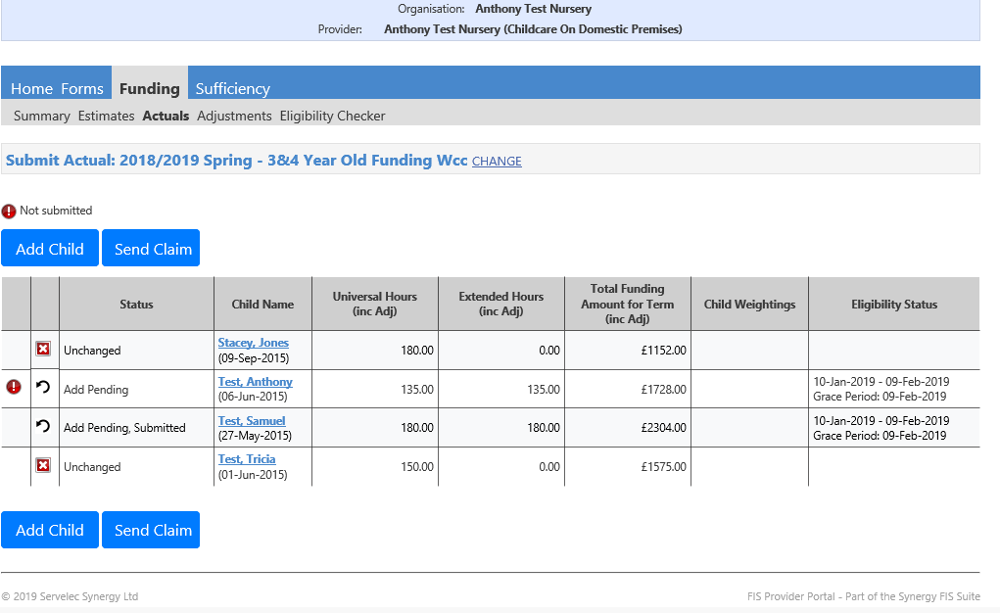 Organisation: Anthony Test Nursery
Provider: Anthony Test Nursery (Childcare On Domestic Premises)
Home Forms Funding Sufficiency
Summary Estimates Actuals Adjustments Eligibility Checker
Submit Actual: 2018/2019 Spring - 3&4 Year Old Funding Wcc CHANGE
Not submitted
Add Child Send Claim
Status Child Name Universal Hours (inc Adj) Extended Hours (inc Adj) Total Funding Amount for Term (inc Adj) Child Weightings Eligibility Status
Unchanged Stacey, Jones 180.00 0.00 £1152.00
(09-Sep-2015)
Add Pending Test, Anthony 135.00 135.00 £1728.00 10-Jan-2019 - 09-Feb-2019
(06-Jun-2015) Grace Period: 09-Feb-2019
Add Pending, Submitted Test, Samuel 180.00 180.00 £2304.00 10-Jan-2019 - 09-Feb-2019
(27-May-2015) Grace Period: 09-Feb-2019
Unchanged Test, Tricia 150.00 0.00 £1575.00
(01-Jun-2015)
Add Child Send Claim
© 2019 Servelec Synergy Ltd FIS Provider Portal - Part of the Synergy FIS Suite